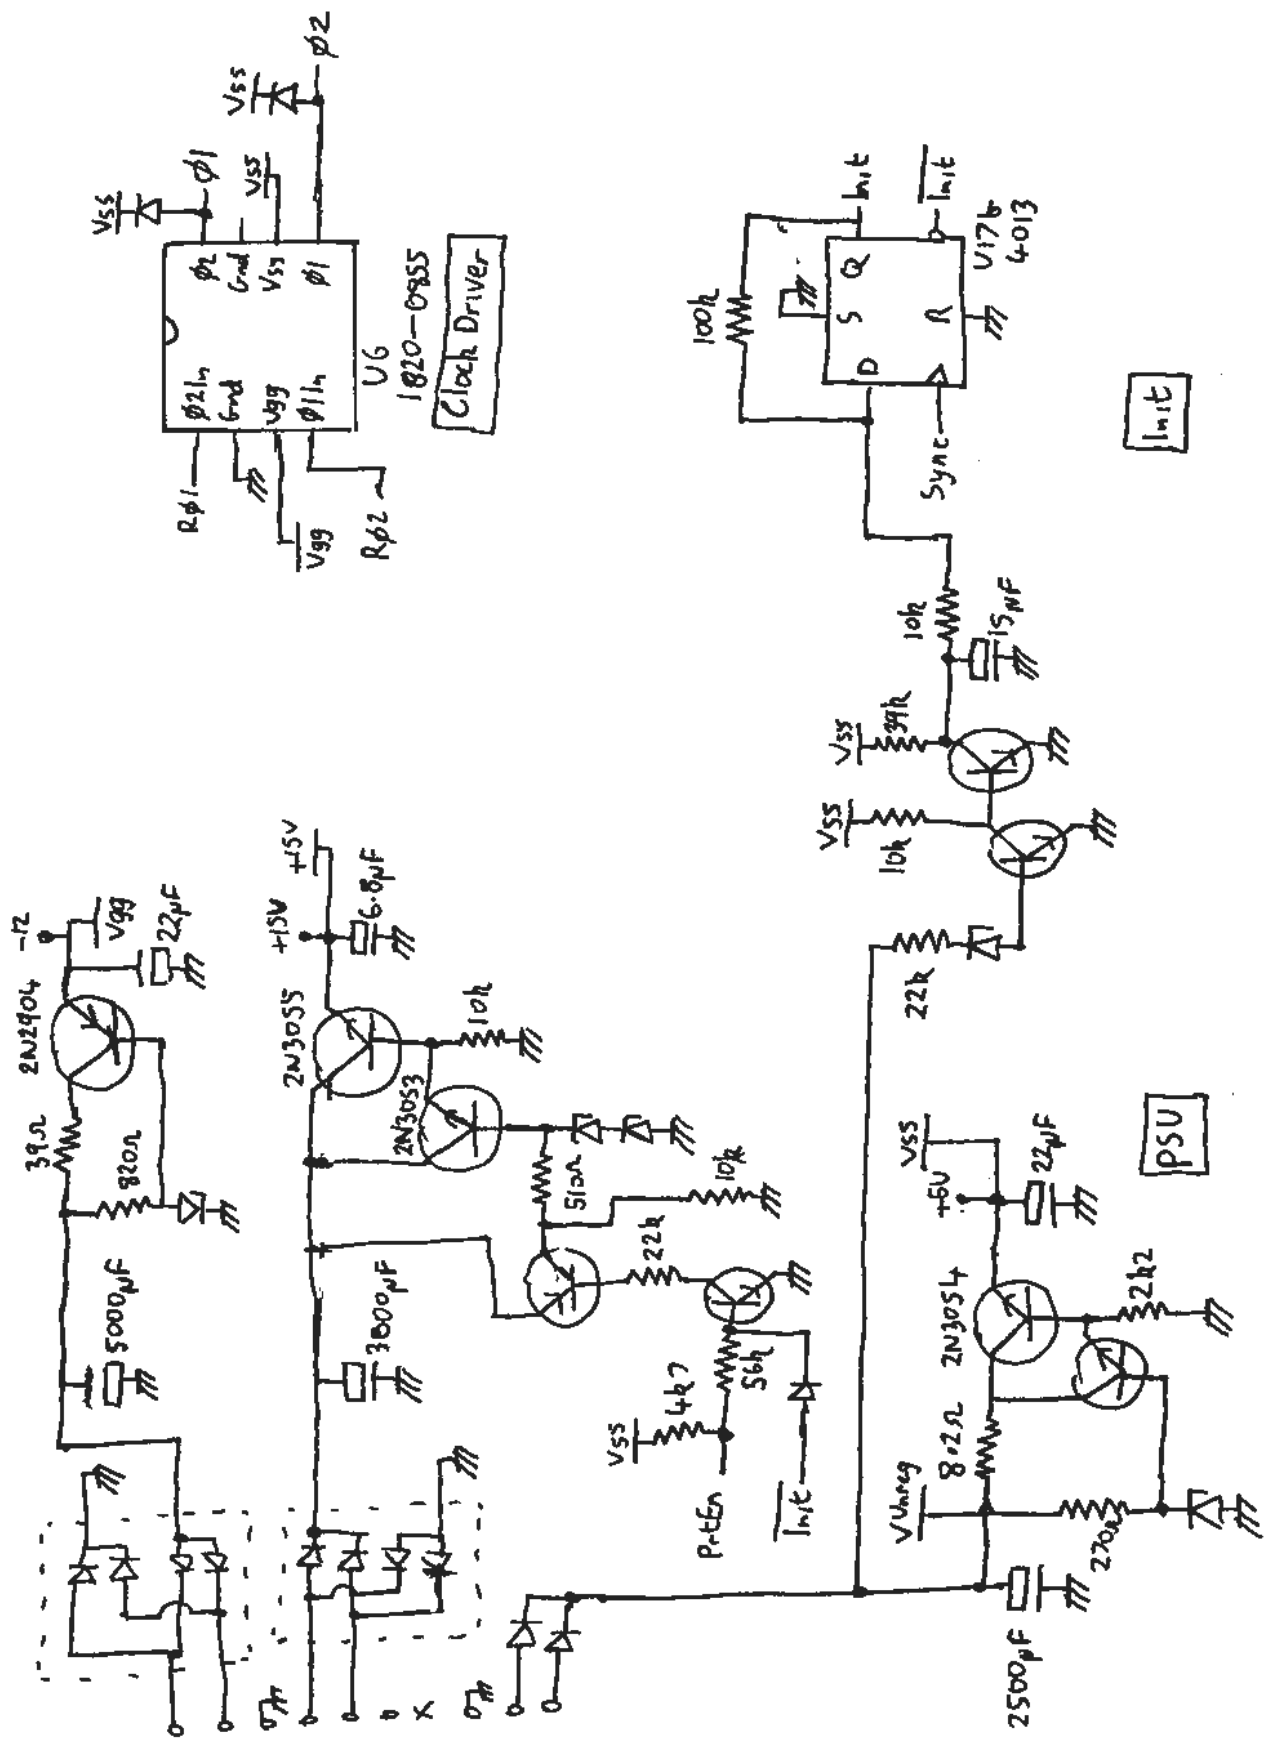 39Ω
2N2904
-12
Vgg
820Ω
5000µF
22µF
Vss
Vss
Rφ1
φ2In
φ2
φ1
Gnd
Gnd
Vgg
Vss
Vss
φ1In
φ1
φ2
Vgg
Rφ2
U6
1820-0855
Clock Driver
2N3055
+15V
+15V
3800µF
2N3053
6.8µF
10k
510Ω
22k
10k
Vss
4k7
56k
PrtEn
Init
100k
S
D
Q
Init
R
Sync
Init
U17b
4013
Vss
39k
10k
15µF
Vss
10k
22k
VUnreg
8.2Ω
2N3054
+6V
Vss
2500µF
270Ω
2k2
22µF
PSU
Init